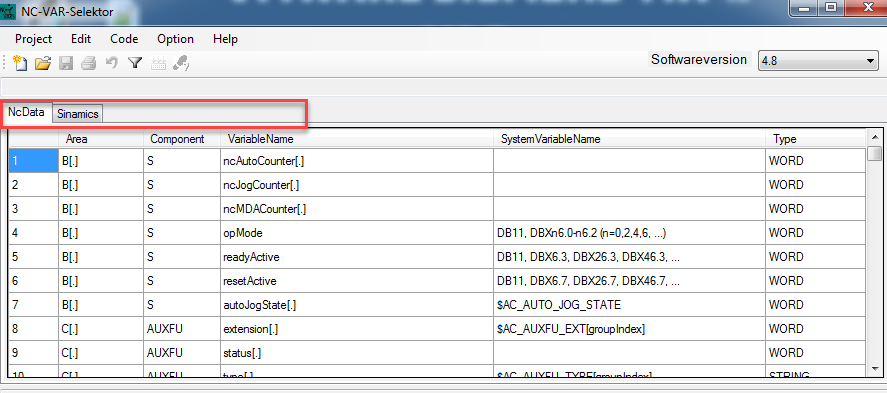 NC-VAR-Selektor
Project Edit Code Option Help
Softwareversion 4.8
NcData Sinamics
Area Component VariableName SystemVariableName Type
1 B[.] S ncAutoCounter[.] WORD
2 B[.] S ncJogCounter[.] WORD
3 B[.] S ncMDACounter[.] WORD
4 B[.] S opMode DB11, DBXn6.0-n6.2 (n=0,2,4,6, ...) WORD
5 B[.] S readyActive DB11, DBX6.3, DBX26.3, DBX46.3, ... WORD
6 B[.] S resetActive DB11, DBX6.7, DBX26.7, DBX46.7, ... WORD
7 B[.] S autoJogState[.] $AC_AUTO_JOG_STATE WORD
8 C[.] AUXFU extension[.] $AC_AUXFU_EXT[groupIndex] WORD
9 C[.] AUXFU status[.] WORD
10 C[.] AUXFU type[.] $AC_AUXFU_TYPE[groupIndex] STRING